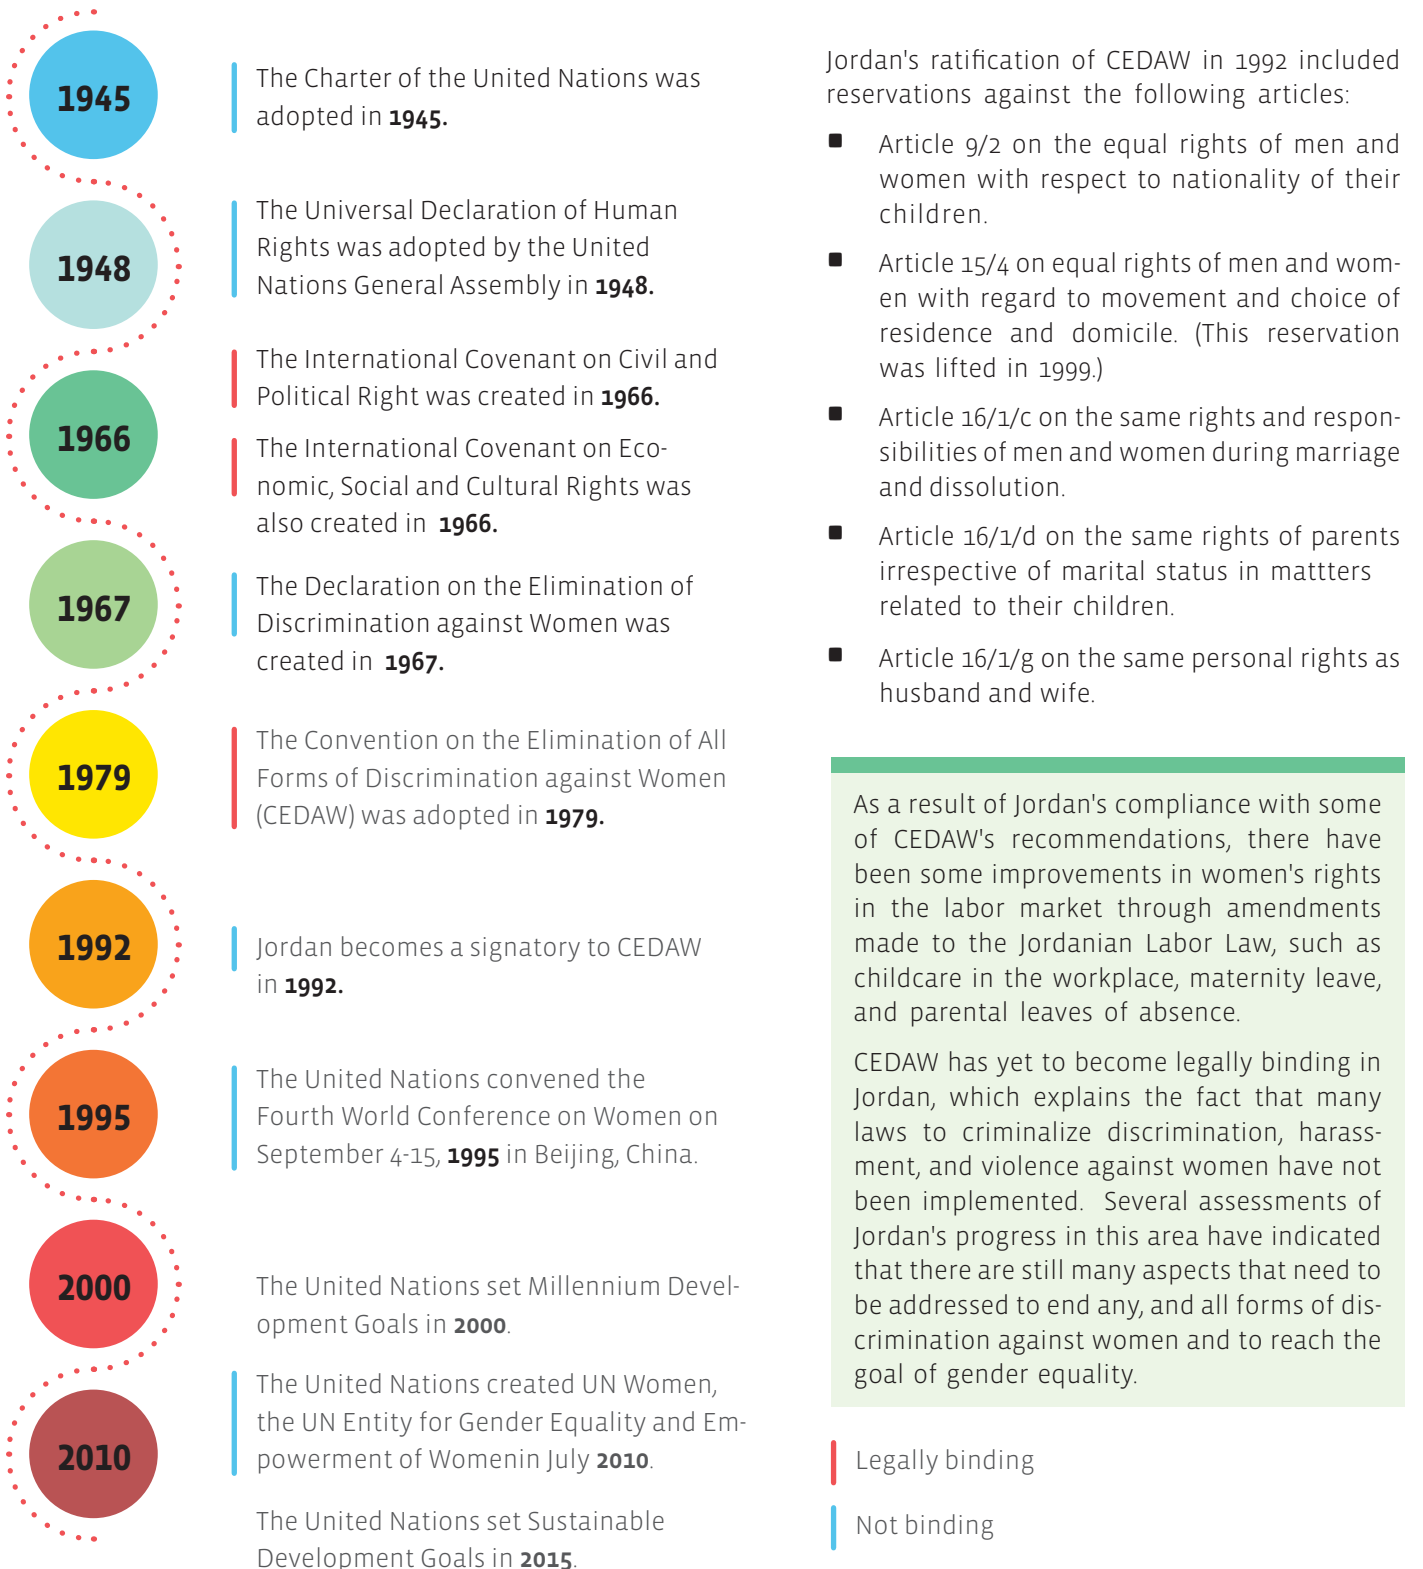 1945
The Charter of the United Nations was
adopted in 1945.
1948
The Universal Declaration of Human
Rights was adopted by the United
Nations General Assembly in 1948.
1966
The International Covenant on Civil and
Political Right was created in 1966.
The International Covenant on Eco-
nomic, Social and Cultural Rights was
also created in 1966.
1967
The Declaration on the Elimination of
Discrimination against Women was
created in 1967.
1979
The Convention on the Elimination of All
Forms of Discrimination against Women
(CEDAW) was adopted in 1979.
1992
Jordan becomes a signatory to CEDAW
in 1992.
1995
The United Nations convened the
Fourth World Conference on Women on
September 4-15, 1995 in Beijing, China.
2000
The United Nations set Millennium Devel-
opment Goals in 2000.
2010
The United Nations created UN Women,
the UN Entity for Gender Equality and Em-
powerment of Womenin July 2010.
The United Nations set Sustainable
Development Goals in 2015.
Jordan's ratification of CEDAW in 1992 included
reservations against the following articles:
▪ Article 9/2 on the equal rights of men and
women with respect to nationality of their
children.
▪ Article 15/4 on equal rights of men and wom-
en with regard to movement and choice of
residence and domicile. (This reservation
was lifted in 1999.)
▪ Article 16/1/c on the same rights and respon-
sibilities of men and women during marriage
and dissolution.
▪ Article 16/1/d on the same rights of parents
irrespective of marital status in mattters
related to their children.
▪ Article 16/1/g on the same personal rights as
husband and wife.
As a result of Jordan's compliance with some
of CEDAW's recommendations, there have
been some improvements in women's rights
in the labor market through amendments
made to the Jordanian Labor Law, such as
childcare in the workplace, maternity leave,
and parental leaves of absence.
CEDAW has yet to become legally binding in
Jordan, which explains the fact that many
laws to criminalize discrimination, harass-
ment, and violence against women have not
been implemented. Several assessments of
Jordan's progress in this area have indicated
that there are still many aspects that need to
be addressed to end any, and all forms of dis-
crimination against women and to reach the
goal of gender equality.
Legally binding
Not binding